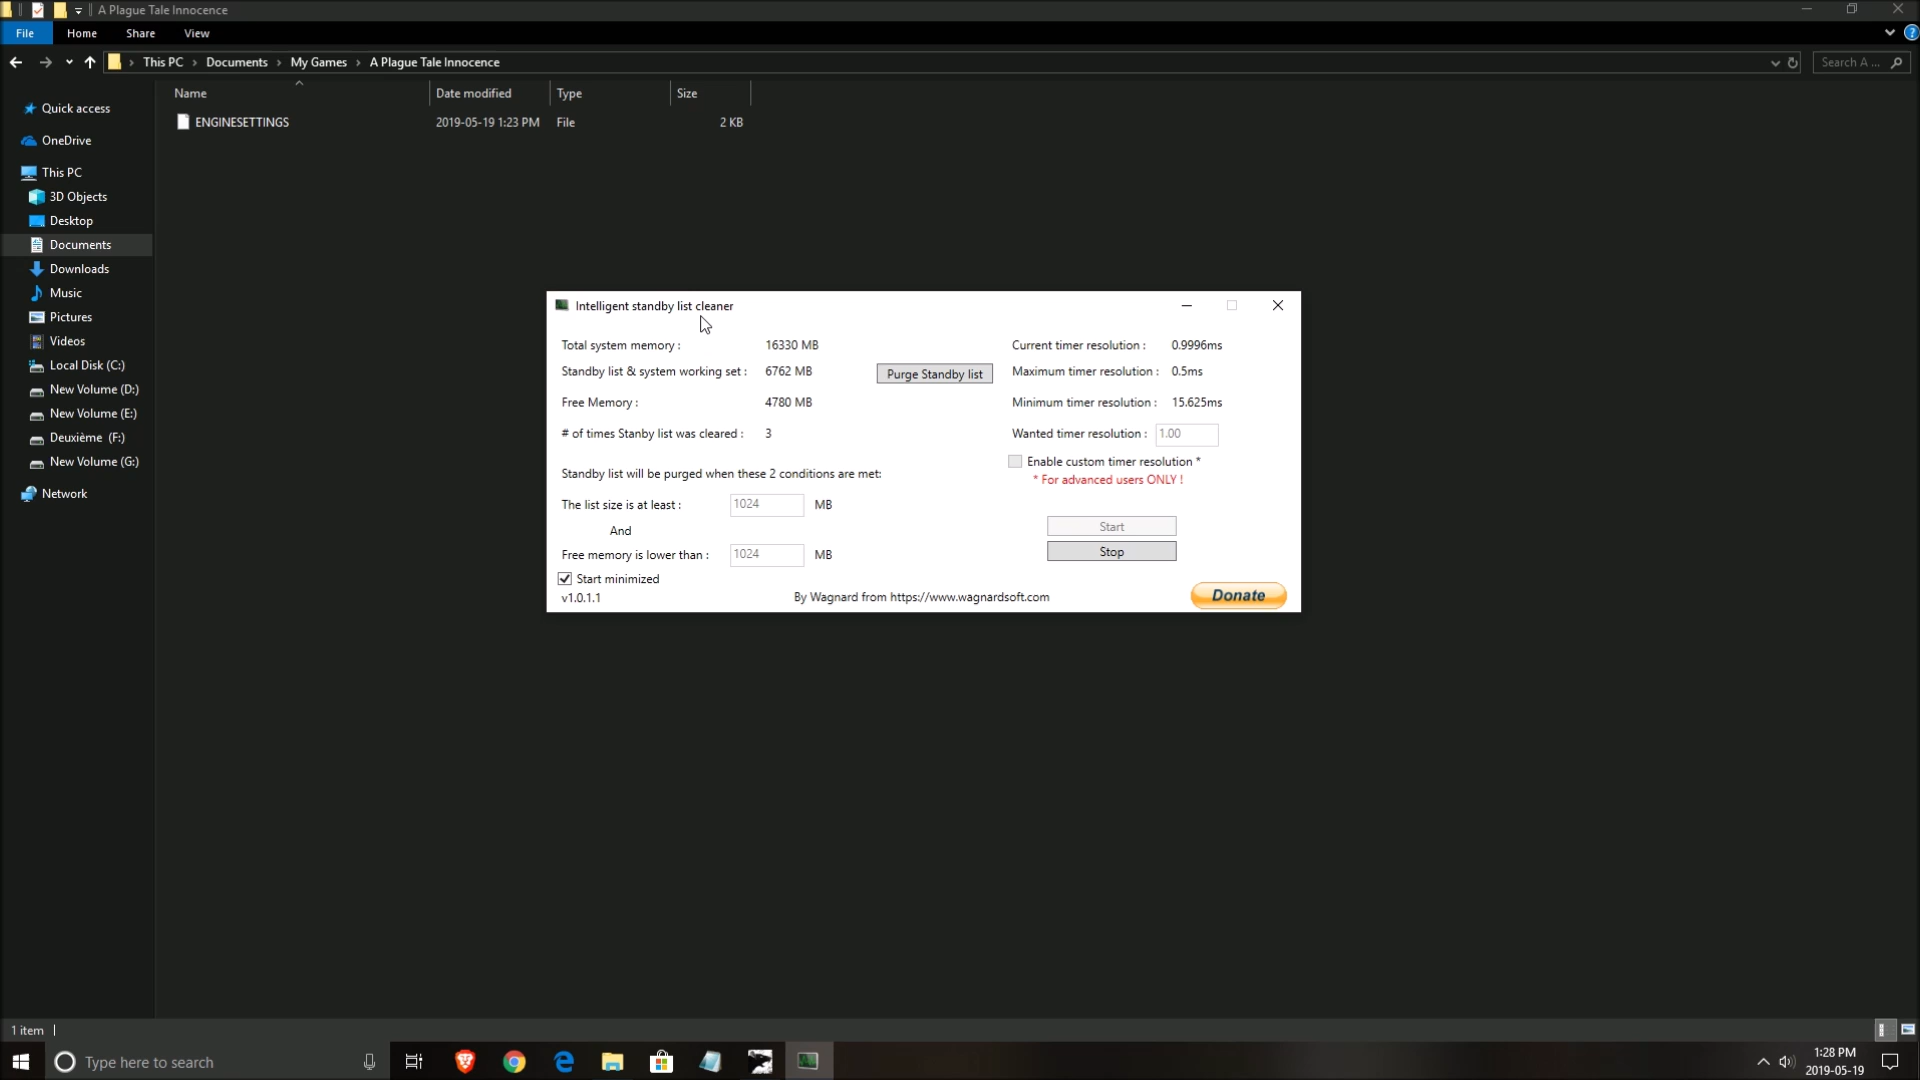 A Plague Tale Innocence
File Home Share View
This PC > Documents > My Games > A Plague Tale Innocence
Search A ...
Name Date modified Type Size
ENGINESETTINGS 2019-05-19 1:23 PM File 2 KB
Quick access
OneDrive
This PC
3D Objects
Desktop
Documents
Downloads
Music
Pictures
Videos
Local Disk (C:)
New Volume (D:)
New Volume (E:)
Deuxième (F:)
New Volume (G:)
Network
Intelligent standby list cleaner
Total system memory : 16330 MB
Standby list & system working set : 6762 MB
Purge Standby list
Free Memory : 4780 MB
# of times Stanby list was cleared : 3
Standby list will be purged when these 2 conditions are met:
The list size is at least : 1024 MB
And
Free memory is lower than : 1024 MB
Start minimized
v1.0.1.1
By Wagnard from https://www.wagnardsoft.com
Current timer resolution : 0.9996ms
Maximum timer resolution : 0.5ms
Minimum timer resolution : 15.625ms
Wanted timer resolution : 1.00
Enable custom timer resolution *
* For advanced users ONLY !
Start
Stop
Donate
1 item
Type here to search
1:28 PM
2019-05-19